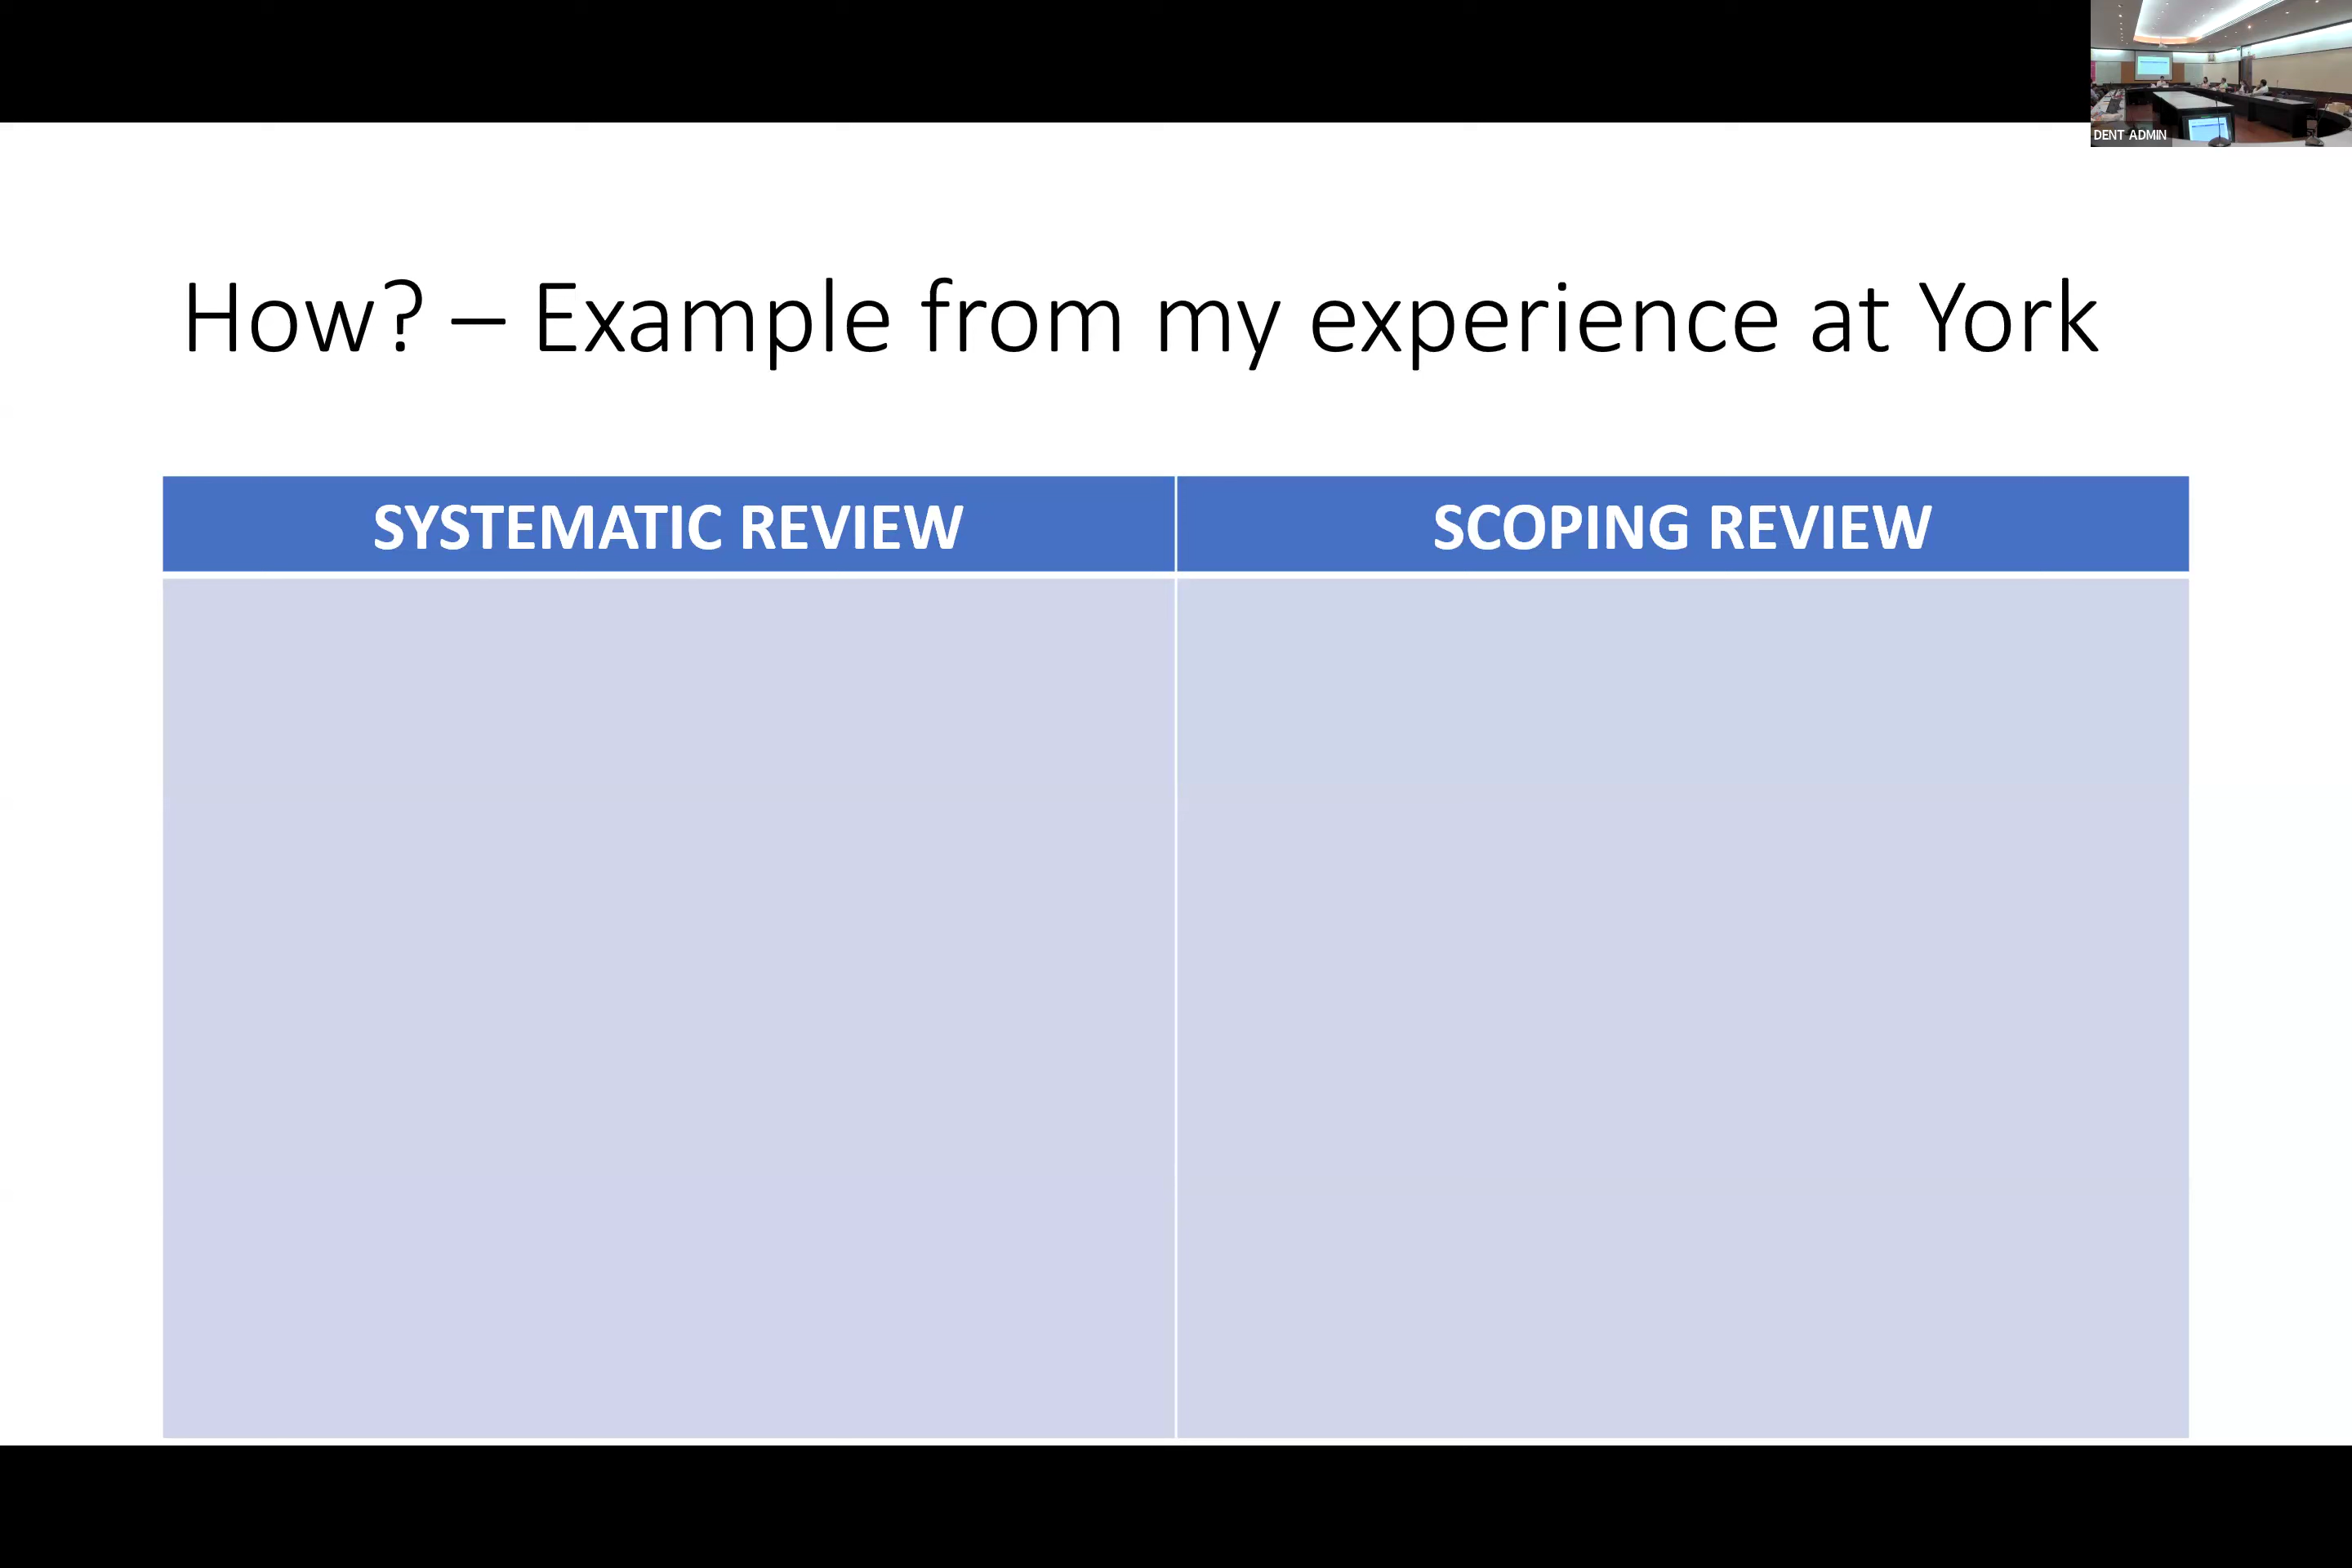 DENT ADMIN
How? – Example from my experience at York
SYSTEMATIC REVIEW
SCOPING REVIEW